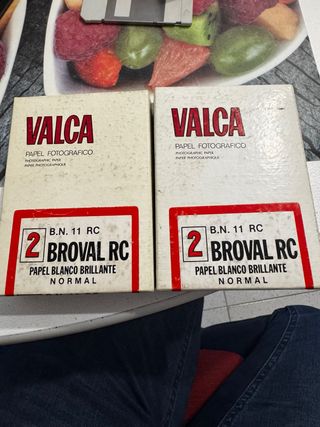 VALCA
PAPEL FOTOGRAFICO
PHOTOGRAPHIC PAPER
PAPIER PHOTOGRAPHIQUE
2
B.N. 11 RC
BROVAL RC
PAPEL BLANCO BRILLANTE
NORMAL
VALCA
PAPEL FOTOGRAFICO
PHOTOGRAPHIC PAPER
PAPIER PHOTOGRAPHIQUE
2
B.N. 11 RC
BROVAL RC
PAPEL BLANCO BRILLANTE
NORMAL